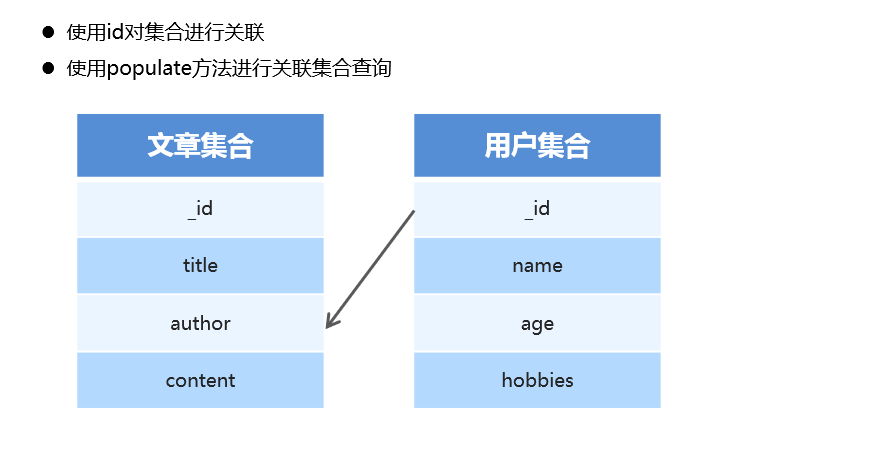 使用id对集合进行关联
使用populate方法进行关联集合查询
文章集合 用户集合
_id _id
title name
author age
content hobbies